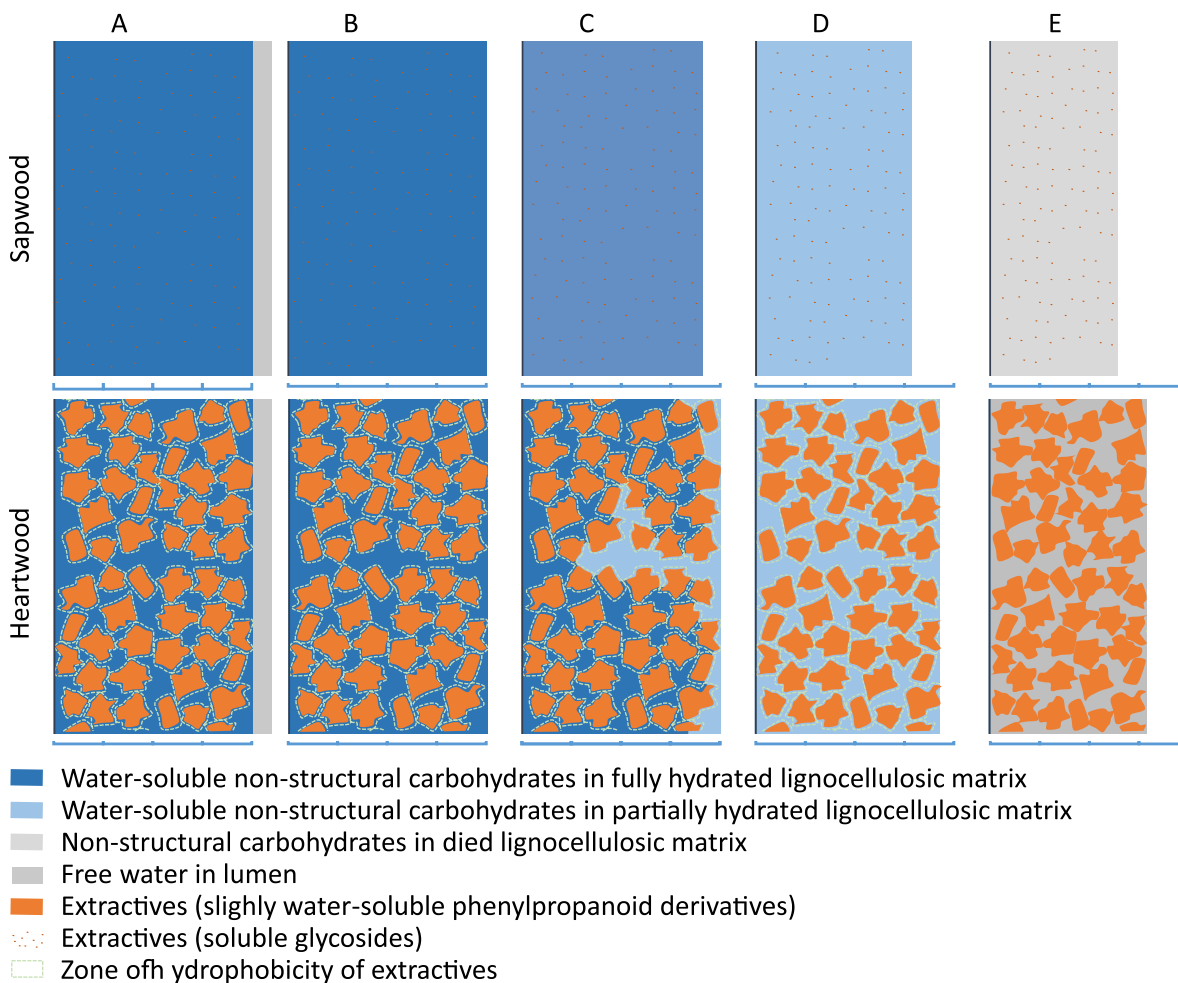 A B C D E
Sapwood
Heartwood
Water-soluble non-structural carbohydrates in fully hydrated lignocellulosic matrix
Water-soluble non-structural carbohydrates in partially hydrated lignocellulosic matrix
Non-structural carbohydrates in died lignocellulosic matrix
Free water in lumen
Extractives (slighly water-soluble phenylpropanoid derivatives)
Extractives (soluble glycosides)
Zone ofh ydrophobicity of extractives